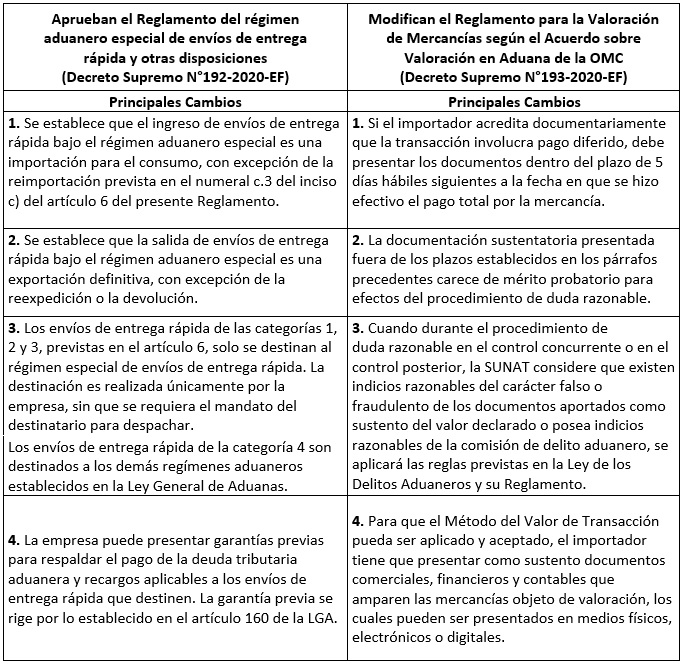 Aprueban el Reglamento del régimen
aduanero especial de envíos de entrega
rápida y otras disposiciones
(Decreto Supremo N°192-2020-EF)
Modifican el Reglamento para la Valoración
de Mercancías según el Acuerdo sobre
Valoración en Aduana de la OMC
(Decreto Supremo N°193-2020-EF)
Principales Cambios
Principales Cambios
1. Se establece que el ingreso de envíos de entrega
rápida bajo el régimen aduanero especial es una
importación para el consumo, con excepción de la
reimportación prevista en el numeral c.3 del inciso
c) del artículo 6 del presente Reglamento.
1. Si el importador acredita documentariamente
que la transacción involucra pago diferido, debe
presentar los documentos dentro del plazo de 5
días hábiles siguientes a la fecha en que se hizo
efectivo el pago total por la mercancía.
2. Se establece que la salida de envíos de entrega
rápida bajo el régimen aduanero especial es una
exportación definitiva, con excepción de la
reexpedición o la devolución.
2. La documentación sustentatoria presentada
fuera de los plazos establecidos en los párrafos
precedentes carece de mérito probatorio para
efectos del procedimiento de duda razonable.
3. Los envíos de entrega rápida de las categorías 1,
2 y 3, previstas en el artículo 6, solo se destinan al
régimen especial de envíos de entrega rápida. La
destinación es realizada únicamente por la
empresa, sin que se requiera el mandato del
destinatario para despachar.
Los envíos de entrega rápida de la categoría 4 son
destinados a los demás regímenes aduaneros
establecidos en la Ley General de Aduanas.
3. Cuando durante el procedimiento de
duda razonable en el control concurrente o en el
control posterior, la SUNAT considere que existen
indicios razonables del carácter falso o
fraudulento de los documentos aportados como
sustento del valor declarado o posea indicios
razonables de la comisión de delito aduanero, se
aplicará las reglas previstas en la Ley de los
Delitos Aduaneros y su Reglamento.
4. La empresa puede presentar garantías previas
para respaldar el pago de la deuda tributaria
aduanera y recargos aplicables a los envíos de
entrega rápida que destinen. La garantía previa se
rige por lo establecido en el artículo 160 de la LGA.
4. Para que el Método del Valor de Transacción
pueda ser aplicado y aceptado, el importador
tiene que presentar como sustento documentos
comerciales, financieros y contables que
amparen las mercancías objeto de valoración, los
cuales pueden ser presentados en medios físicos,
electrónicos o digitales.